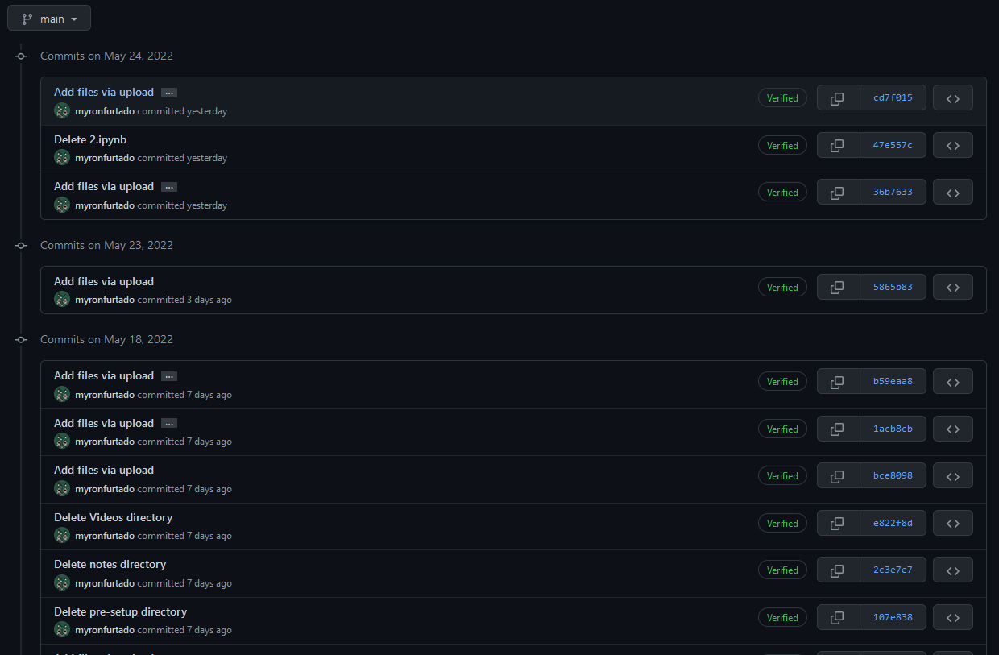 main
Commits on May 24, 2022
Add files via upload ...
myronfurtado committed yesterday
Verified
cd7f015
Delete 2.ipynb
myronfurtado committed yesterday
Verified
47e557c
Add files via upload ...
myronfurtado committed yesterday
Verified
36b7633
Commits on May 23, 2022
Add files via upload
myronfurtado committed 3 days ago
Verified
5865b83
Commits on May 18, 2022
Add files via upload ...
myronfurtado committed 7 days ago
Verified
b59eaa8
Add files via upload ...
myronfurtado committed 7 days ago
Verified
1acb8cb
Add files via upload
myronfurtado committed 7 days ago
Verified
bce8098
Delete Videos directory
myronfurtado committed 7 days ago
Verified
e822f8d
Delete notes directory
myronfurtado committed 7 days ago
Verified
2c3e7e7
Delete pre-setup directory
myronfurtado committed 7 days ago
Verified
107e838